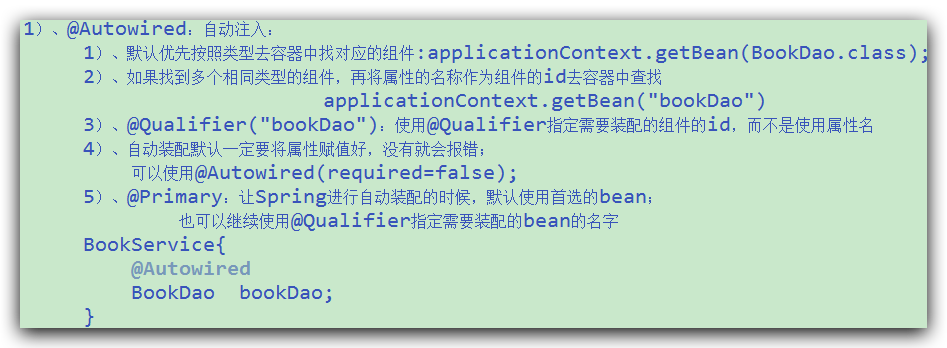 1）、@Autowired：自动注入：
1）、默认优先按照类型去容器中找对应的组件:applicationContext.getBean(BookDao.class);
2）、如果找到多个相同类型的组件，再将属性的名称作为组件的id去容器中查找
applicationContext.getBean("bookDao")
3）、@Qualifier("bookDao")：使用@Qualifier指定需要装配的组件的id，而不是使用属性名
4）、自动装配默认一定要将属性赋值好，没有就会报错；
可以使用@Autowired(required=false);
5）、@Primary：让Spring进行自动装配的时候，默认使用首选的bean；
也可以继续使用@Qualifier指定需要装配的bean的名字
BookService{
@Autowired
BookDao  bookDao;
}